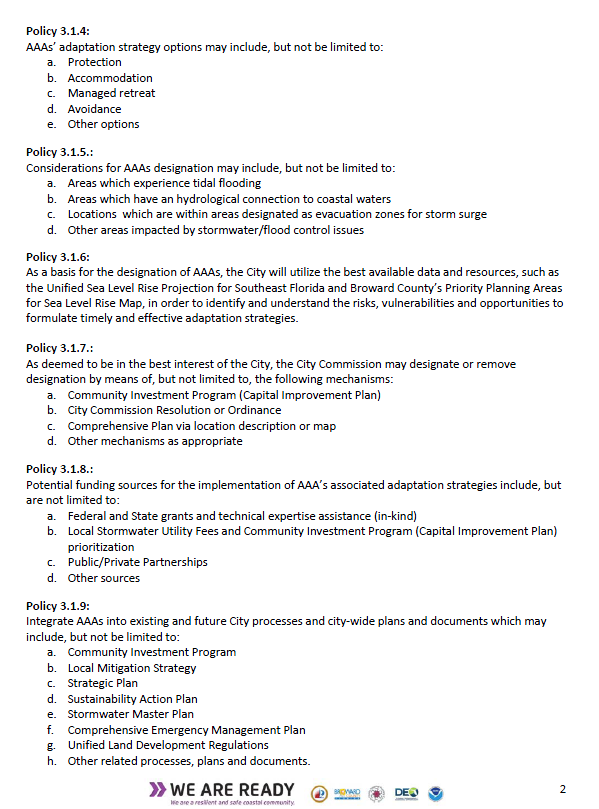 Policy 3.1.4:
AAAs' adaptation strategy options may include, but not be limited to:
a. Protection
b. Accommodation
c. Managed retreat
d. Avoidance
e. Other options
Policy 3.1.5.:
Considerations for AAAs designation may include, but not be limited to:
a. Areas which experience tidal flooding
b. Areas which have an hydrological connection to coastal waters
c. Locations which are within areas designated as evacuation zones for storm surge
d. Other areas impacted by stormwater/flood control issues
Policy 3.1.6:
As a basis for the designation of AAAs, the City will utilize the best available data and resources, such as
the Unified Sea Level Rise Projection for Southeast Florida and Broward County's Priority Planning Areas
for Sea Level Rise Map, in order to identify and understand the risks, vulnerabilities and opportunities to
formulate timely and effective adaptation strategies.
Policy 3.1.7.:
As deemed to be in the best interest of the City, the City Commission may designate or remove
designation by means of, but not limited to, the following mechanisms:
a. Community Investment Program (Capital Improvement Plan)
b. City Commission Resolution or Ordinance
c. Comprehensive Plan via location description or map
d. Other mechanisms as appropriate
Policy 3.1.8.:
Potential funding sources for the implementation of AAA's associated adaptation strategies include, but
are not limited to:
a. Federal and State grants and technical expertise assistance (in-kind)
b. Local Stormwater Utility Fees and Community Investment Program (Capital Improvement Plan)
prioritization
c. Public/Private Partnerships
d. Other sources
Policy 3.1.9:
Integrate AAAs into existing and future City processes and city-wide plans and documents which may
include, but not be limited to:
a. Community Investment Program
b. Local Mitigation Strategy
c. Strategic Plan
d. Sustainability Action Plan
e. Stormwater Master Plan
f. Comprehensive Emergency Management Plan
g. Unified Land Development Regulations
h. Other related processes, plans and documents.
WE ARE READY
We are a resilient and safe coastal community.
BROWARD
DEO
2